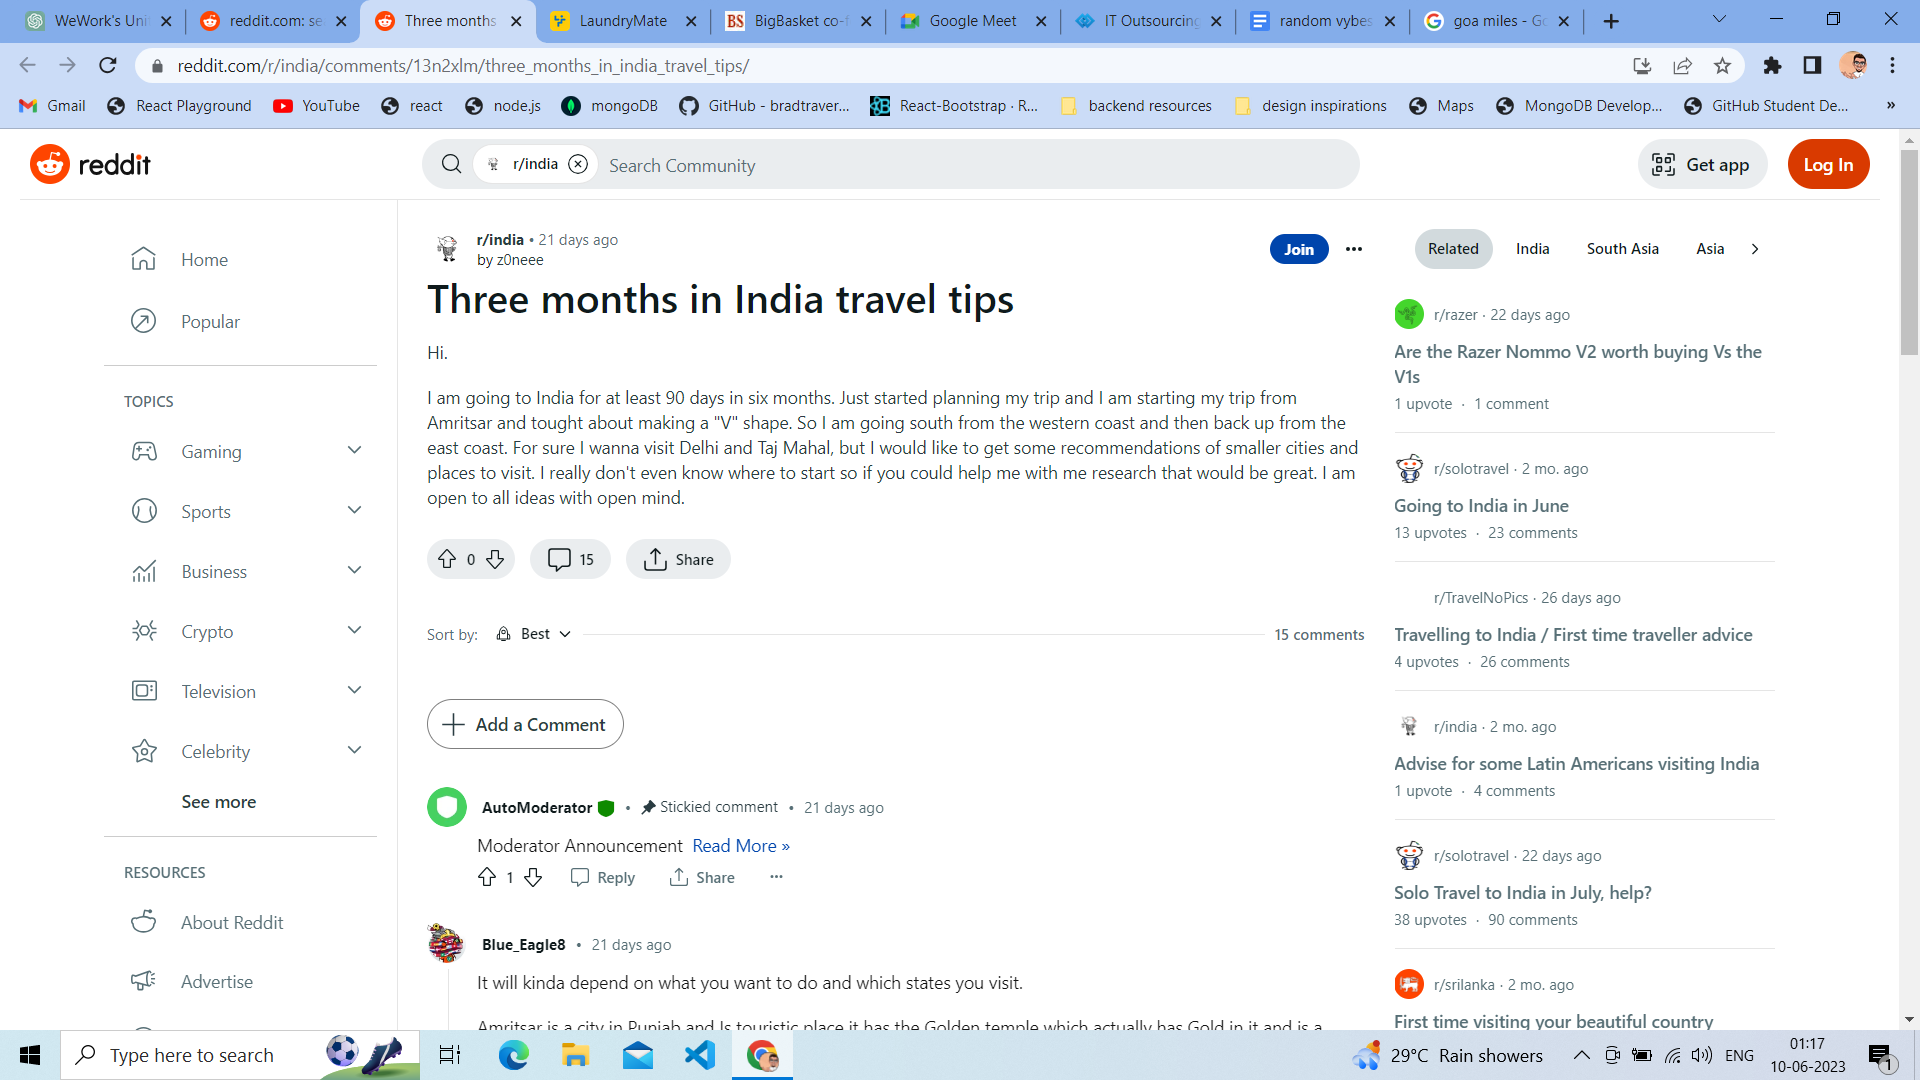 WeWork's Uni
reddit.com: se
Three months
LaundryMate
BigBasket co-f
Google Meet
IT Outsourcing
random vybes
goa miles - Go
reddit.com/r/india/comments/13n2xlm/three_months_in_india_travel_tips/
Gmail
React Playground
YouTube
react
node.js
mongoDB
GitHub - bradtraver...
React-Bootstrap · R...
backend resources
design inspirations
Maps
MongoDB Develop...
GitHub Student De...
»
reddit
r/india
Search Community
Get app
Log In
Home
Popular
TOPICS
Gaming
Sports
Business
Crypto
Television
Celebrity
See more
RESOURCES
About Reddit
Advertise
r/india • 21 days ago
by z0neee
Join
Three months in India travel tips
Hi.
I am going to India for at least 90 days in six months. Just started planning my trip and I am starting my trip from
Amritsar and tought about making a "V" shape. So I am going south from the western coast and then back up from the
east coast. For sure I wanna visit Delhi and Taj Mahal, but I would like to get some recommendations of smaller cities and
places to visit. I really don't even know where to start so if you could help me with me research that would be great. I am
open to all ideas with open mind.
0
15
Share
Sort by:
Best
15 comments
Add a Comment
AutoModerator • Stickied comment • 21 days ago
Moderator Announcement Read More »
1
Reply
Share
Blue_Eagle8 • 21 days ago
It will kinda depend on what you want to do and which states you visit.
Amritsar is a city in Punjab and Is touristic place it has the Golden temple which actually has Gold in it and is a
Related
India
South Asia
Asia
r/razer · 22 days ago
Are the Razer Nommo V2 worth buying Vs the
V1s
1 upvote · 1 comment
r/solotravel · 2 mo. ago
Going to India in June
13 upvotes · 23 comments
r/TravelNoPics · 26 days ago
Travelling to India / First time traveller advice
4 upvotes · 26 comments
r/india · 2 mo. ago
Advise for some Latin Americans visiting India
1 upvote · 4 comments
r/solotravel · 22 days ago
Solo Travel to India in July, help?
38 upvotes · 90 comments
r/srilanka · 2 mo. ago
First time visiting your beautiful country
Type here to search
29°C Rain showers
ENG
01:17
10-06-2023
1